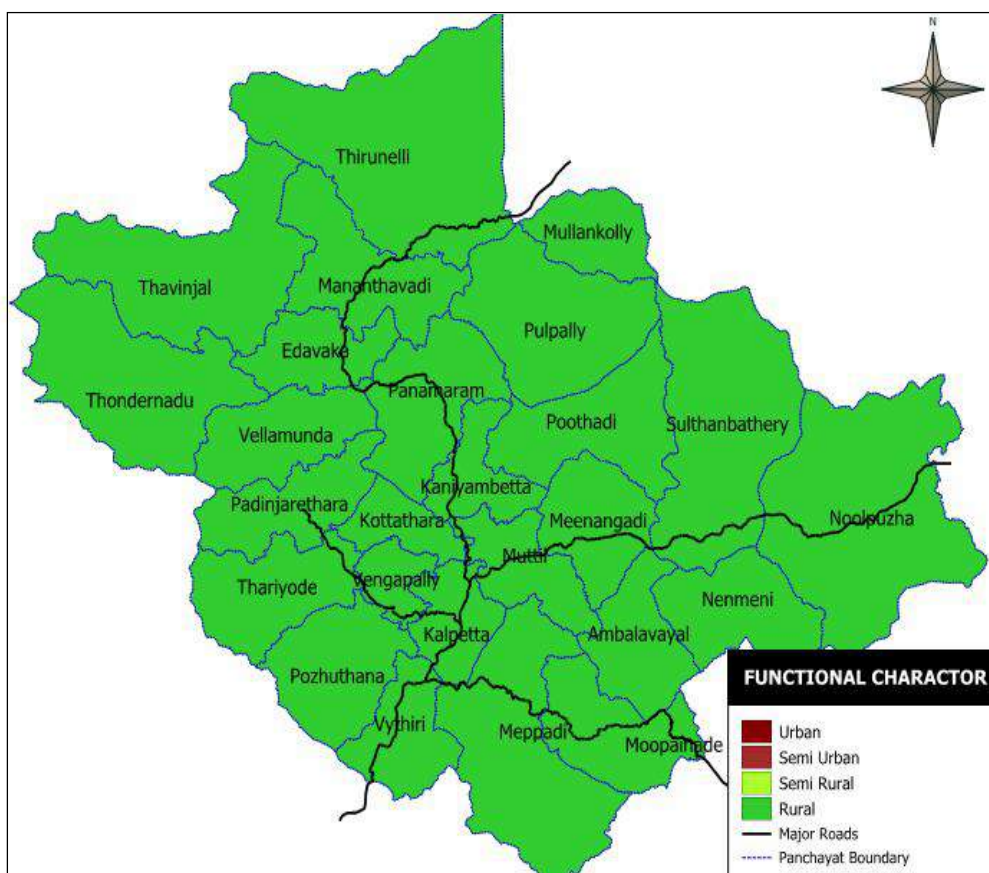 N
Thirunelli
Mullankolly
Thavinjal
Mananthavadi
Pulpally
Edavaka
Thondernadu
Panamaram
Vellamunda
Poothadi
Sulthanbathery
Kaniyambetta
Padinjarethara
Kottathara
Meenangadi
Noolpuzha
Muttil
Thariyode
Vengapally
Nenmeni
Kalpetta
Ambalavayal
Pozhuthana
Vythiri
Meppadi
Moopainade
FUNCTIONAL CHARACTOR
Urban
Semi Urban
Semi Rural
Rural
Major Roads
Panchayat Boundary